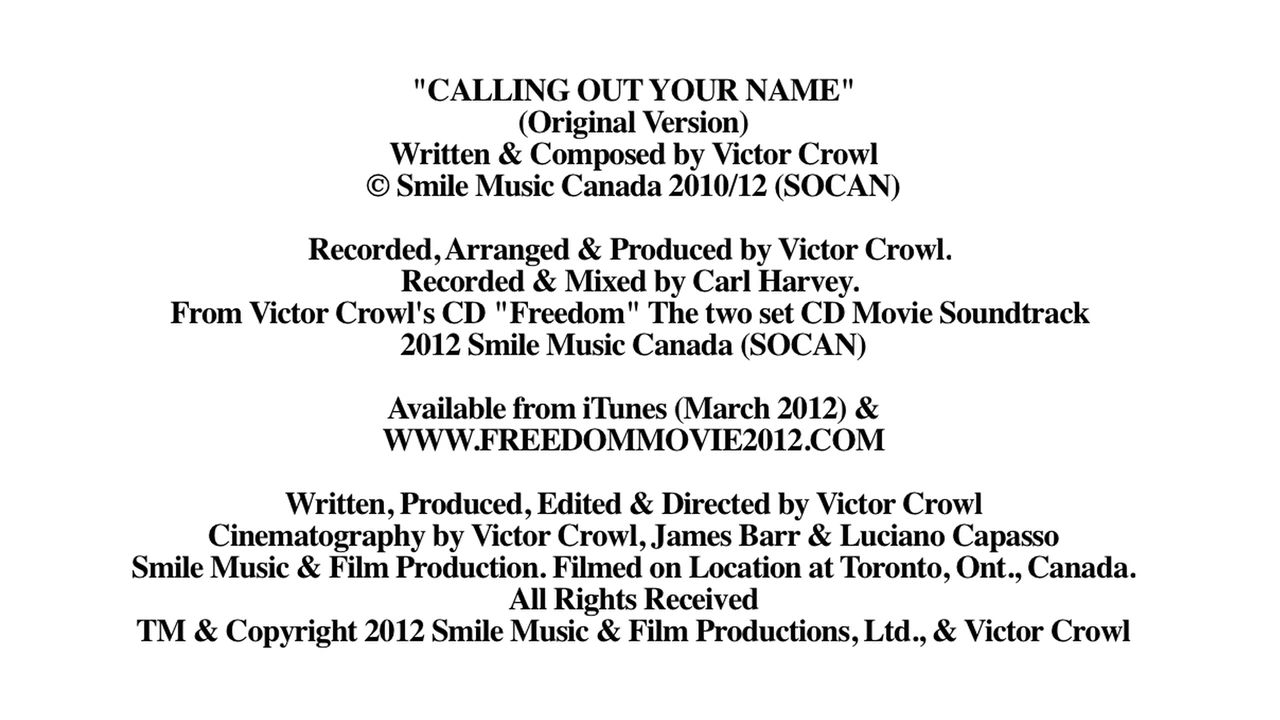 "CALLING OUT YOUR NAME"
(Original Version)
Written & Composed by Victor Crowl
© Smile Music Canada 2010/12 (SOCAN)
Recorded, Arranged & Produced by Victor Crowl.
Recorded & Mixed by Carl Harvey.
From Victor Crowl's CD "Freedom" The two set CD Movie Soundtrack
2012 Smile Music Canada (SOCAN)
Available from iTunes (March 2012) &
WWW.FREEDOMMOVIE2012.COM
Written, Produced, Edited & Directed by Victor Crowl
Cinematography by Victor Crowl, James Barr & Luciano Capasso
Smile Music & Film Production. Filmed on Location at Toronto, Ont., Canada.
All Rights Received
TM & Copyright 2012 Smile Music & Film Productions, Ltd., & Victor Crowl